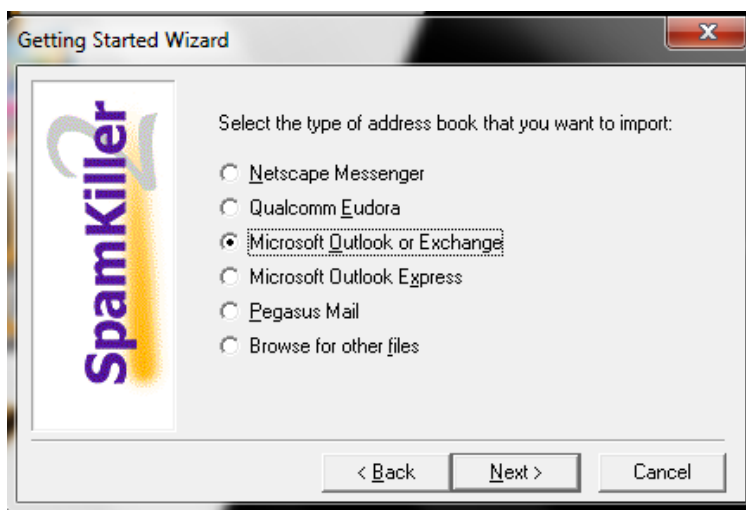 Getting Started Wizard
SpamKiller 2
Select the type of address book that you want to import:
Netscape Messenger
Qualcomm Eudora
Microsoft Outlook or Exchange
Microsoft Outlook Express
Pegasus Mail
Browse for other files
< Back
Next >
Cancel